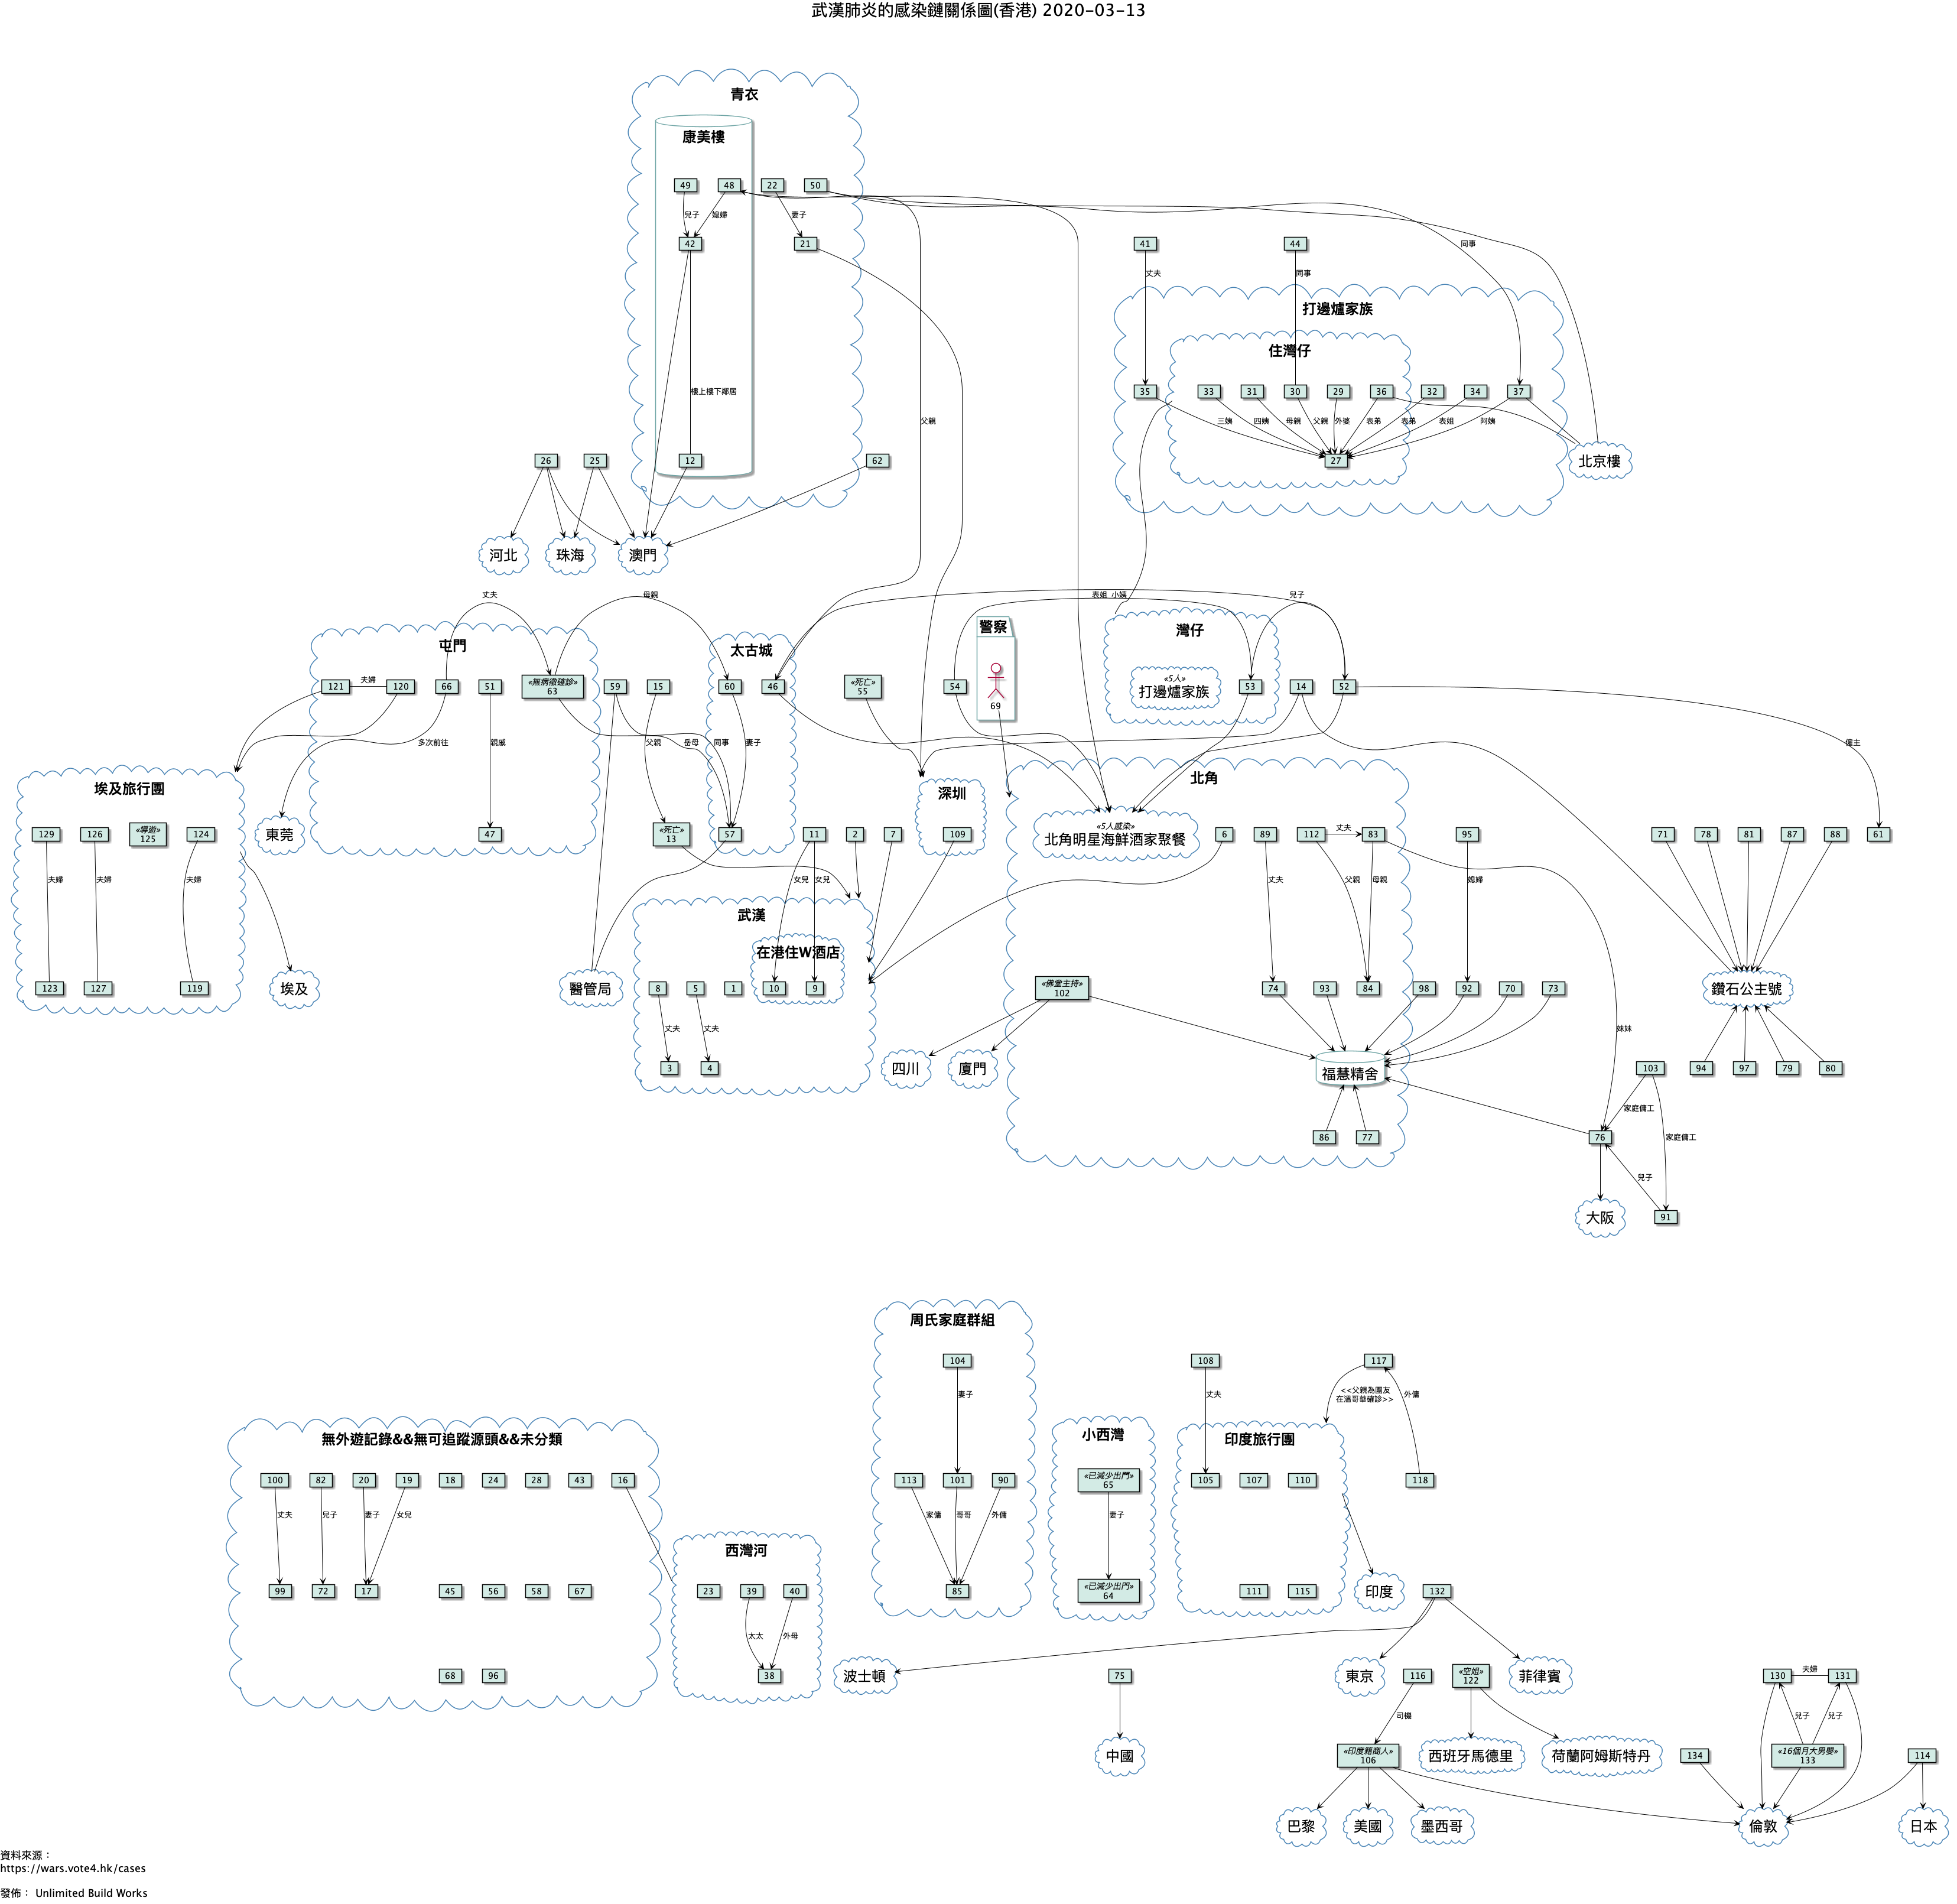 武漢肺炎的感染鏈關係圖(香港) 2020-03-13
青衣
康美樓
49
48
22
50
兒子
媳婦
妻子
42
21
41
44
同事
丈夫
同事
打邊爐家族
住灣仔
樓上樓下鄰居
35
33
31
30
29
36
32
34
37
父親
三姨
四姨
母親
父親
外婆
表弟
表弟
表姐
阿姨
26
25
12
62
27
北京樓
河北
珠海
澳門
丈夫
母親
表姐
小姨
兒子
屯門
太古城
警察
灣仔
121
夫婦
120
66
51
«無病徵確診»
63
59
15
60
46
«死亡»
55
54
69
«5人»
打邊爐家族
53
14
52
多次前往
親戚
父親
岳母
同事
妻子
僱主
埃及旅行團
深圳
北角
129
126
«導遊»
125
124
東莞
47
«死亡»
13
57
11
2
7
109
«5人感染»
北角明星海鮮酒家聚餐
6
89
112
丈夫
83
95
71
78
81
87
88
61
夫婦
夫婦
夫婦
女兒
女兒
丈夫
父親
母親
媳婦
武漢
在港住W酒店
123
127
119
埃及
醫管局
8
5
1
10
9
«佛堂主持»
102
74
93
84
98
92
70
73
鑽石公主號
丈夫
丈夫
妹妹
3
4
四川
廈門
福慧精舍
103
94
97
79
80
家庭傭工
86
77
76
家庭傭工
兒子
大阪
91
周氏家庭群組
104
108
117
妻子
丈夫
<<父親為團友
在溫哥華確診>>
外傭
無外遊記錄&&無可追蹤源頭&&未分類
小西灣
印度旅行團
100
82
20
19
18
24
28
43
16
113
101
90
«已減少出門»
65
105
107
110
118
丈夫
兒子
妻子
女兒
家傭
哥哥
外傭
妻子
西灣河
99
72
17
45
56
58
67
23
39
40
85
«已減少出門»
64
111
115
印度
132
太太
外母
68
96
38
波士頓
75
東京
116
«空姐»
122
菲律賓
130
夫婦
131
司機
兒子
兒子
中國
«印度籍商人»
106
西班牙馬德里
荷蘭阿姆斯特丹
134
«16個月大男嬰»
133
114
巴黎
美國
墨西哥
倫敦
日本
資料來源：
https://wars.vote4.hk/cases
發佈： Unlimited Build Works